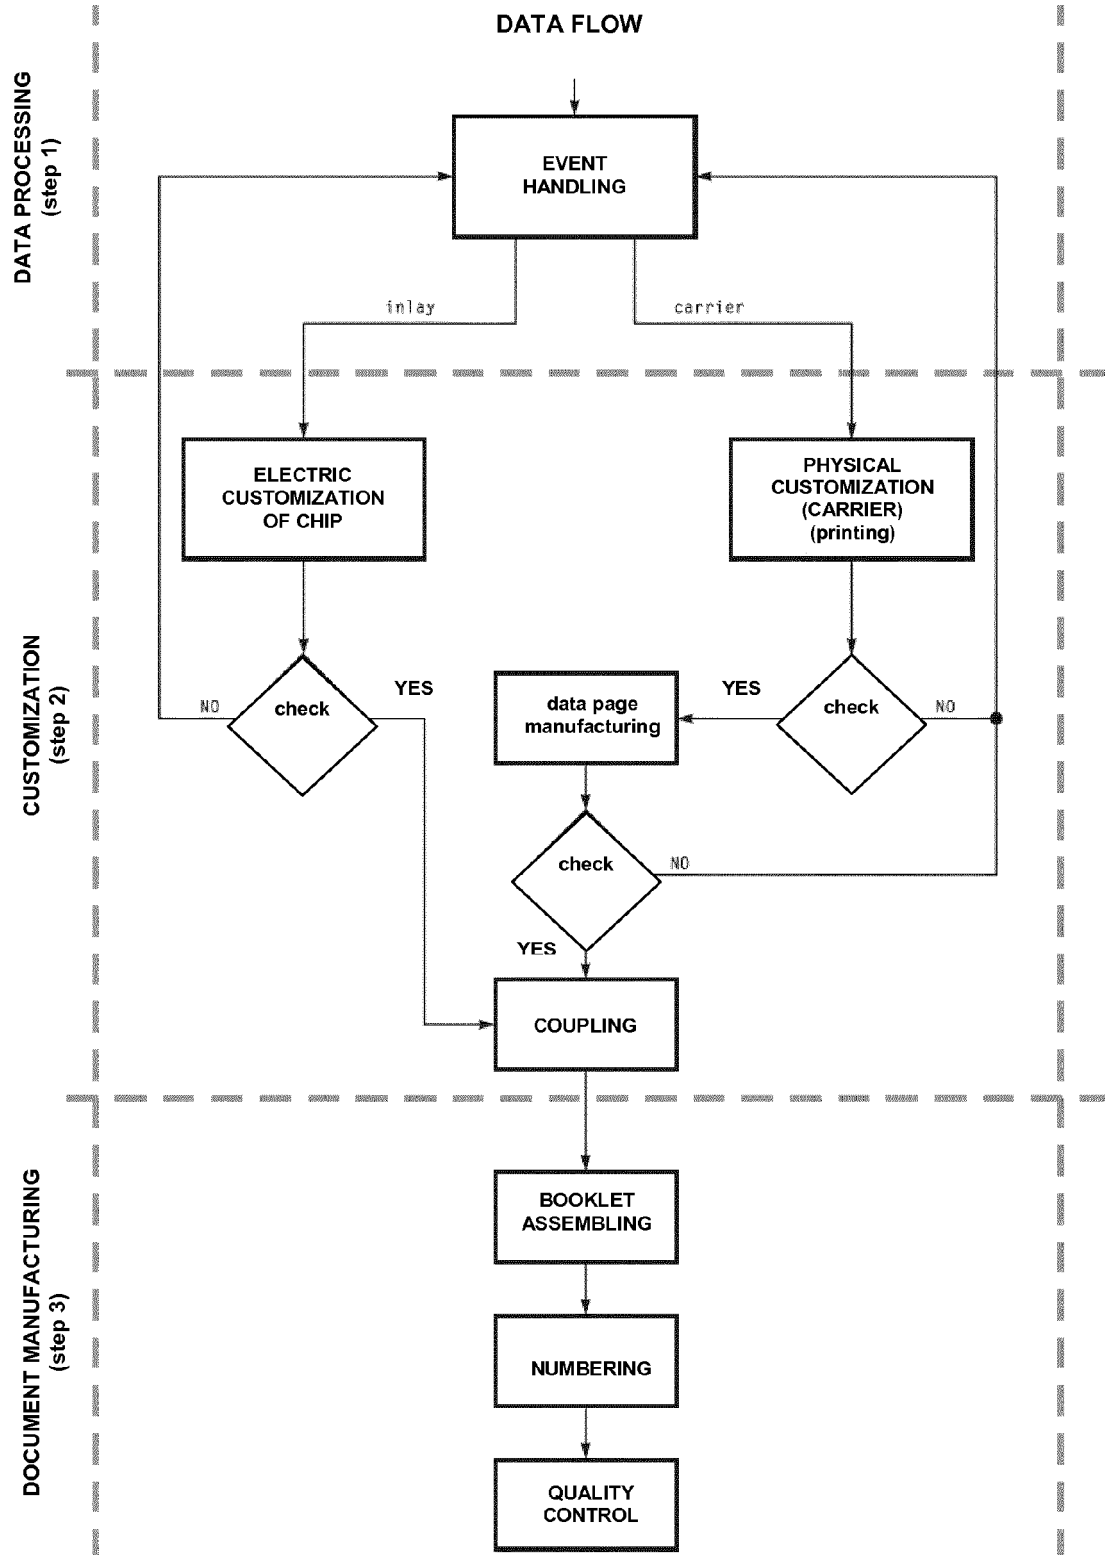 DATA FLOW
DATA PROCESSING
(step 1)
EVENT
HANDLING
inlay
carrier
CUSTOMIZATION
(step 2)
ELECTRIC
CUSTOMIZATION
OF CHIP
PHYSICAL
CUSTOMIZATION
(CARRIER)
(printing)
NO
check
YES
data page
manufacturing
YES
check
NO
check
NO
YES
COUPLING
DOCUMENT MANUFACTURING
(step 3)
BOOKLET
ASSEMBLING
NUMBERING
QUALITY
CONTROL